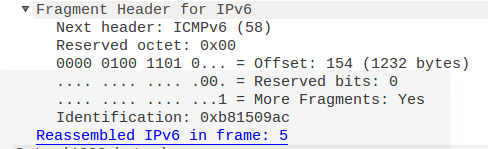 Fragment Header for IPv6
Next header: ICMPv6 (58)
Reserved octet: 0x00
0000 0100 1101 0... = Offset: 154 (1232 bytes)
.... .... .... .00. = Reserved bits: 0
.... .... .... ...1 = More Fragments: Yes
Identification: 0xb81509ac
Reassembled IPv6 in frame: 5